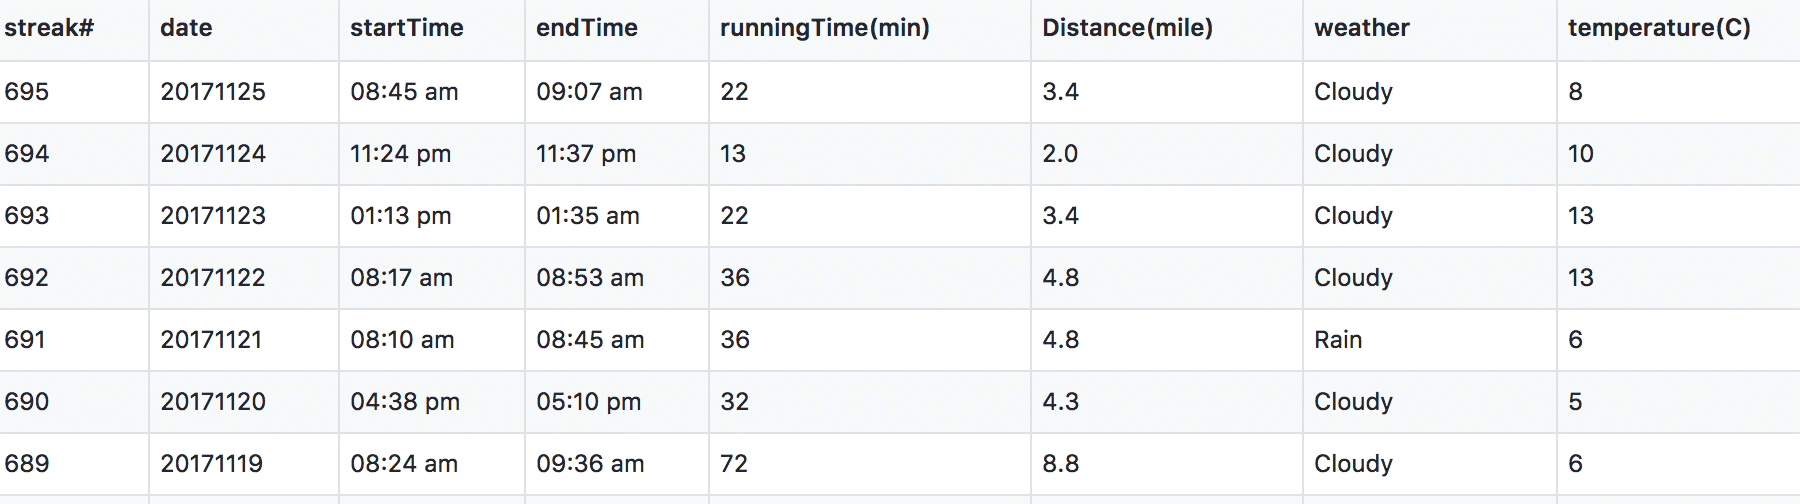 streak# date startTime endTime runningTime(min) Distance(mile) weather temperature(C)
695 20171125 08:45 am 09:07 am 22 3.4 Cloudy 8
694 20171124 11:24 pm 11:37 pm 13 2.0 Cloudy 10
693 20171123 01:13 pm 01:35 am 22 3.4 Cloudy 13
692 20171122 08:17 am 08:53 am 36 4.8 Cloudy 13
691 20171121 08:10 am 08:45 am 36 4.8 Rain 6
690 20171120 04:38 pm 05:10 pm 32 4.3 Cloudy 5
689 20171119 08:24 am 09:36 am 72 8.8 Cloudy 6